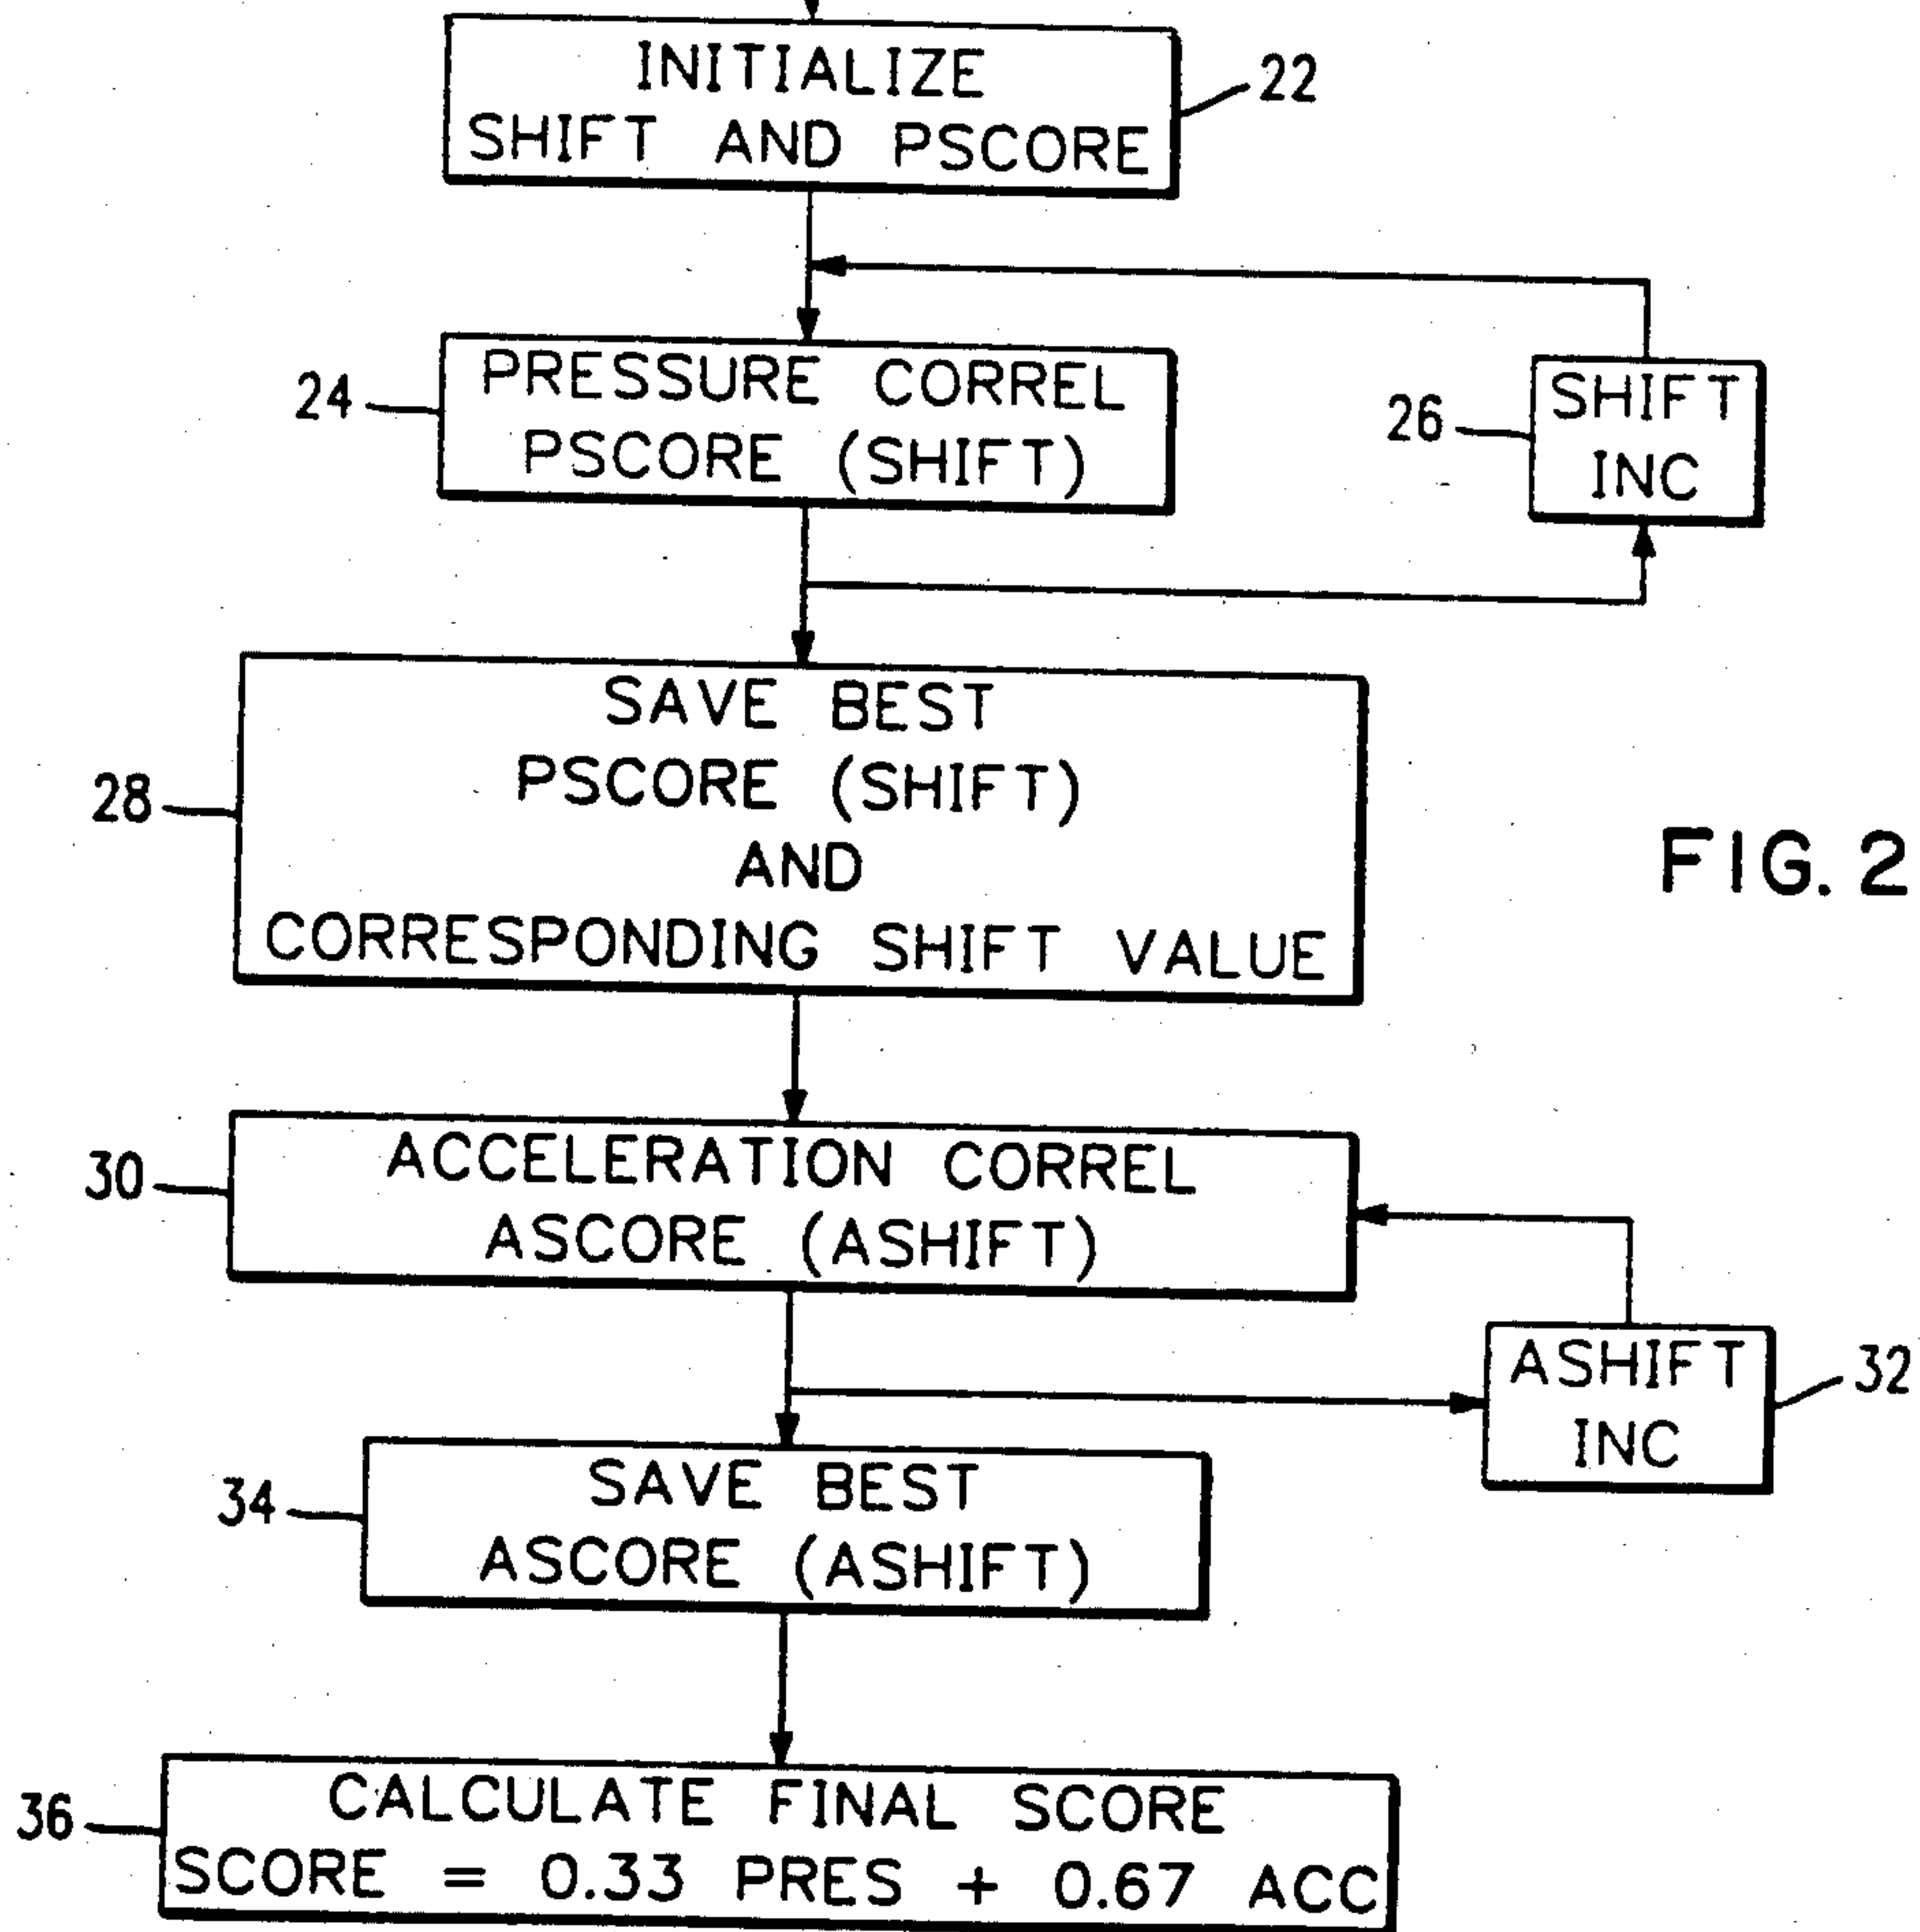 INITIALIZE
SHIFT AND PSCORE
22
24
PRESSURE CORREL
PSCORE (SHIFT)
26
SHIFT
INC
28
SAVE BEST
PSCORE (SHIFT)
AND
CORRESPONDING SHIFT VALUE
FIG. 2
30
ACCELERATION CORREL
ASCORE (ASHIFT)
ASHIFT
INC
32
34
SAVE BEST
ASCORE (ASHIFT)
36
CALCULATE FINAL SCORE
SCORE = 0.33 PRES + 0.67 ACC